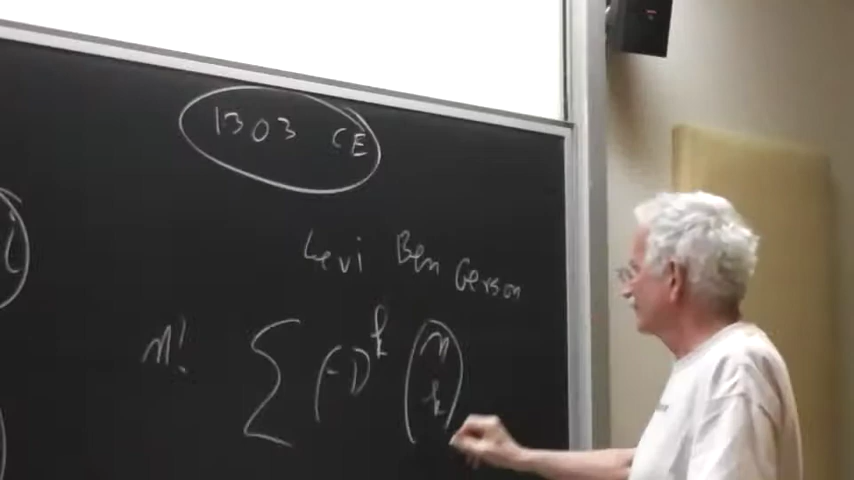 1303 CE
i
Levi Ben Gerson
n! ∑ (-1)^k (n k)